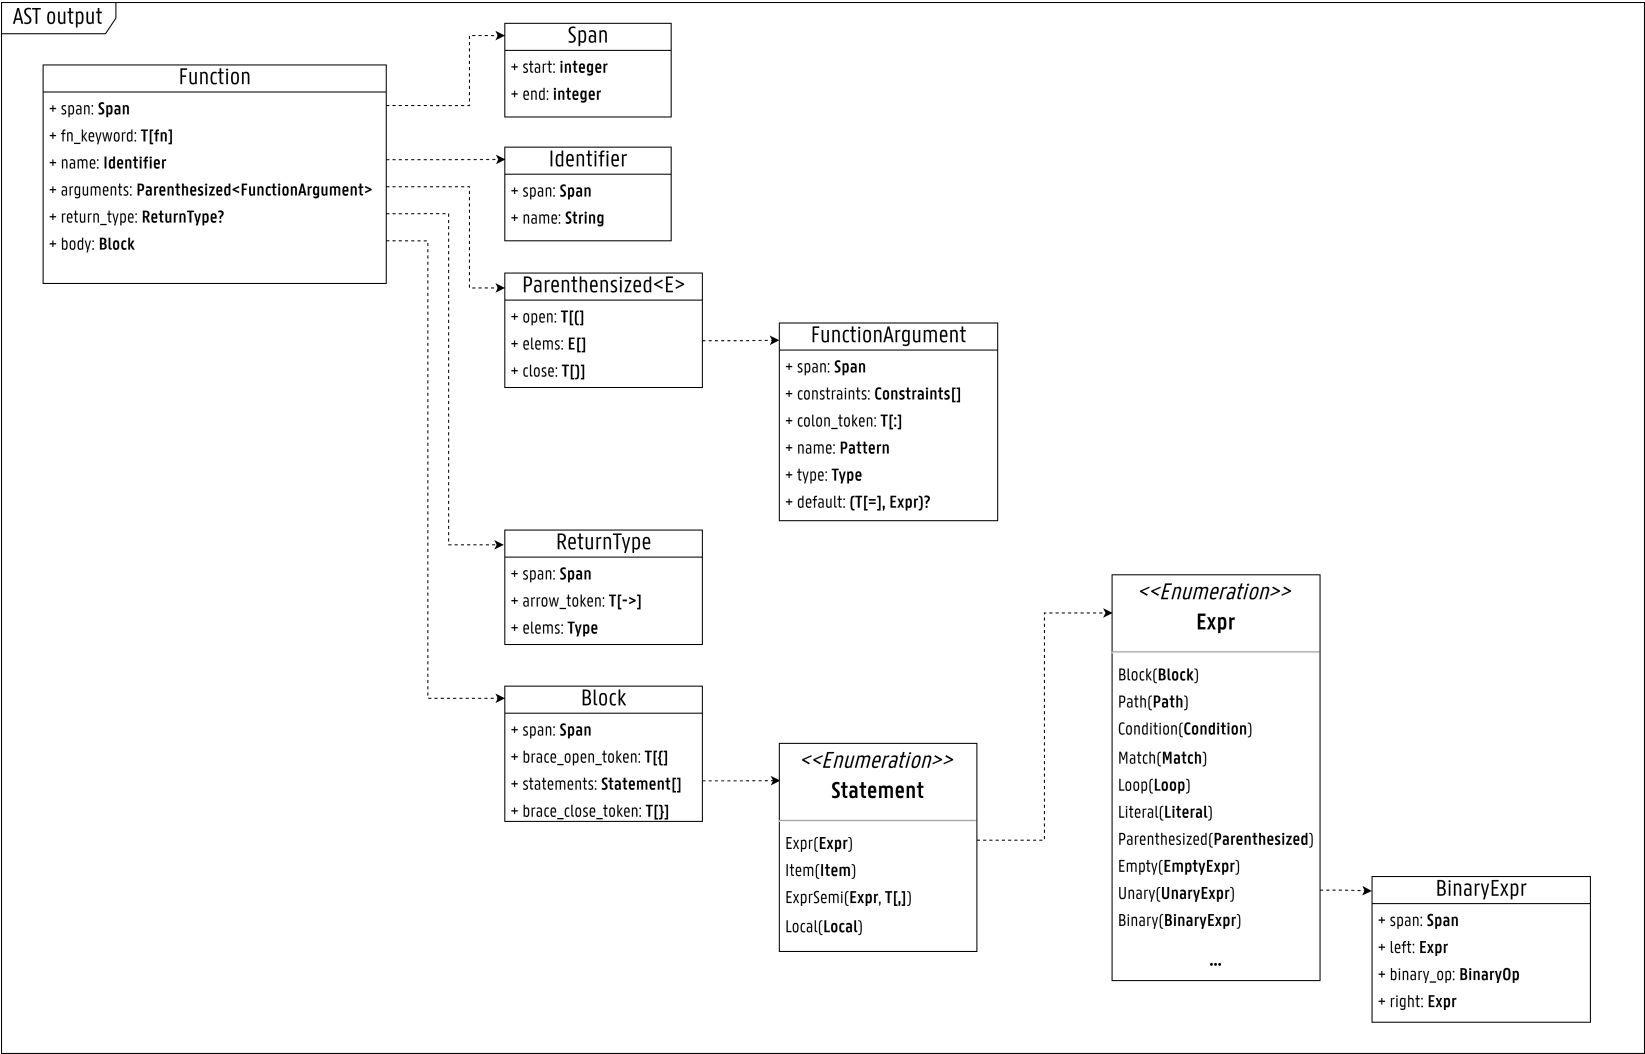 AST output
Function
+ span: Span
+ fn_keyword: T[fn]
+ name: Identifier
+ arguments: Parenthesized<FunctionArgument>
+ return_type: ReturnType?
+ body: Block
Span
+ start: integer
+ end: integer
Identifier
+ span: Span
+ name: String
Parenthensized<E>
+ open: T[(]
+ elems: E[]
+ close: T[)]
FunctionArgument
+ span: Span
+ constraints: Constraints[]
+ colon_token: T[:]
+ name: Pattern
+ type: Type
+ default: (T[=], Expr)?
ReturnType
+ span: Span
+ arrow_token: T[->]
+ elems: Type
Block
+ span: Span
+ brace_open_token: T[{]
+ statements: Statement[]
+ brace_close_token: T[}]
<<Enumeration>>
Statement
Expr(Expr)
Item(Item)
ExprSemi(Expr, T[,])
Local(Local)
<<Enumeration>>
Expr
Block(Block)
Path(Path)
Condition(Condition)
Match(Match)
Loop(Loop)
Literal(Literal)
Parenthesized(Parenthesized)
Empty(EmptyExpr)
Unary(UnaryExpr)
Binary(BinaryExpr)
...
BinaryExpr
+ span: Span
+ left: Expr
+ binary_op: BinaryOp
+ right: Expr